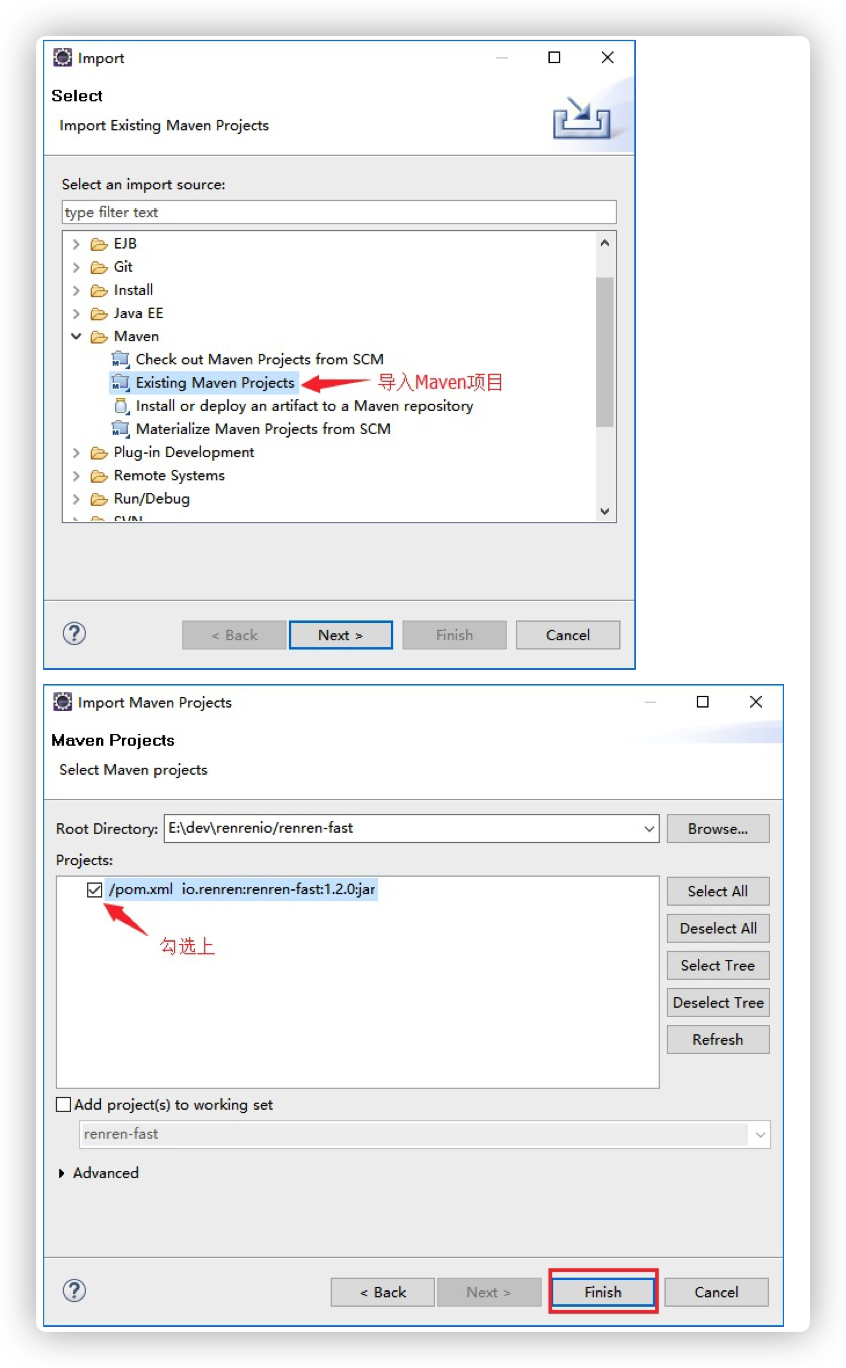 Import
Select
Import Existing Maven Projects
Select an import source:
type filter text
EJB
Git
Install
Java EE
Maven
Check out Maven Projects from SCM
Existing Maven Projects 导入Maven项目
Install or deploy an artifact to a Maven repository
Materialize Maven Projects from SCM
Plug-in Development
Remote Systems
Run/Debug
SVN
< Back Next > Finish Cancel
Import Maven Projects
Maven Projects
Select Maven projects
Root Directory: E:\dev\renrenio/renren-fast Browse...
Projects:
/pom.xml io.renren:renren-fast:1.2.0:jar Select All
Deselect All
勾选上
Select Tree
Deselect Tree
Refresh
Add project(s) to working set
renren-fast
Advanced
< Back Next > Finish Cancel